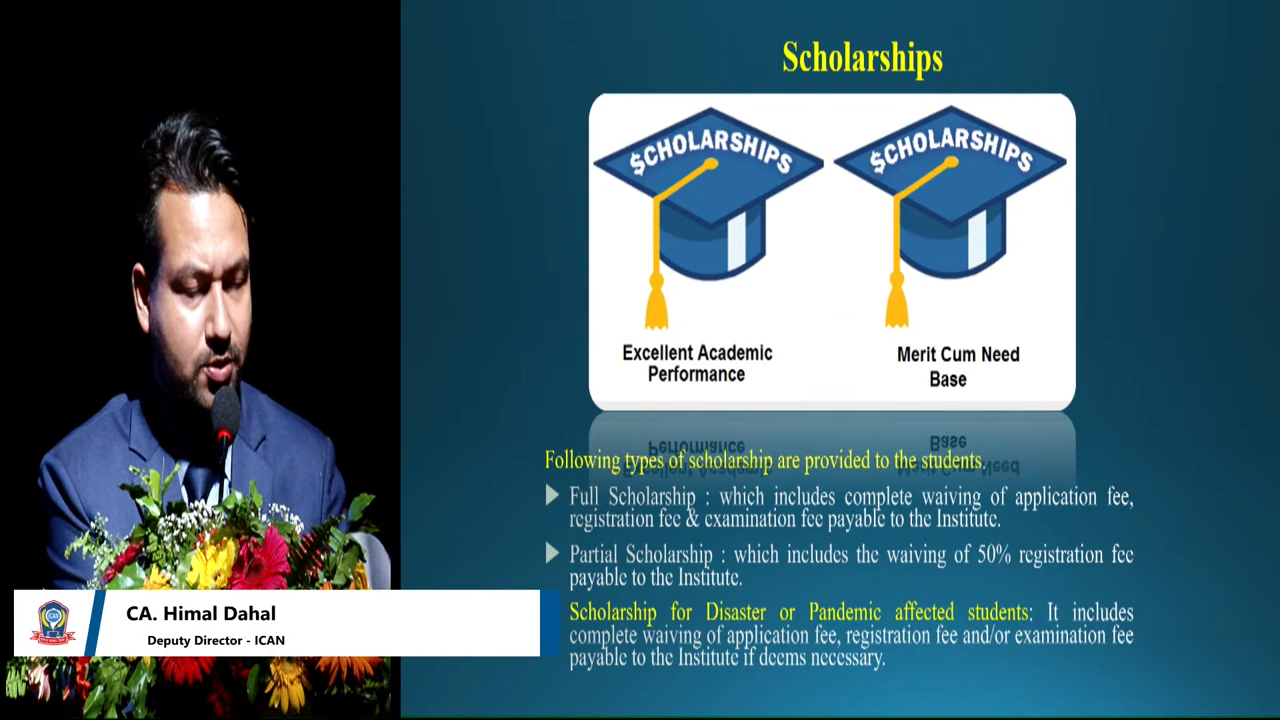 Scholarships
$CHOLARSHIPS
$CHOLARSHIPS
Excellent Academic
Performance
Merit Cum Need
Base
Following types of scholarship are provided to the students.
Full Scholarship : which includes complete waiving of application fee,
registration fee & examination fee payable to the Institute.
Partial Scholarship : which includes the waiving of 50% registration fee
payable to the Institute.
Scholarship for Disaster or Pandemic affected students: It includes
complete waiving of application fee, registration fee and/or examination fee
payable to the Institute if deems necessary.
CA. Himal Dahal
Deputy Director - ICAN